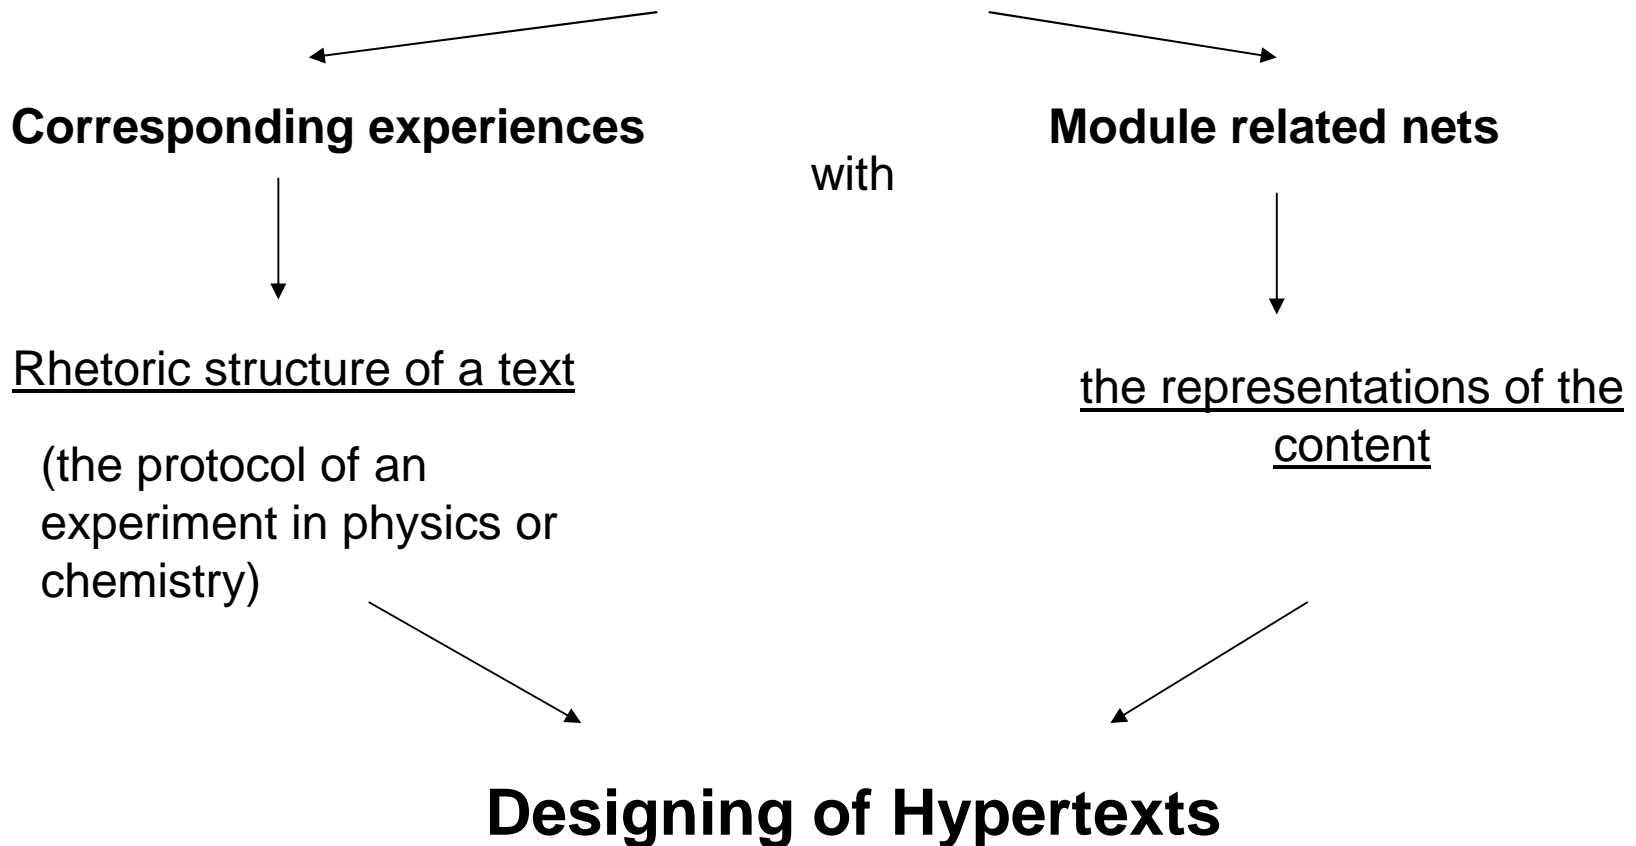 Corresponding experiences
with
Module related nets
Rhetoric structure of a text
(the protocol of an
experiment in physics or
chemistry)
the representations of the
content
Designing of Hypertexts